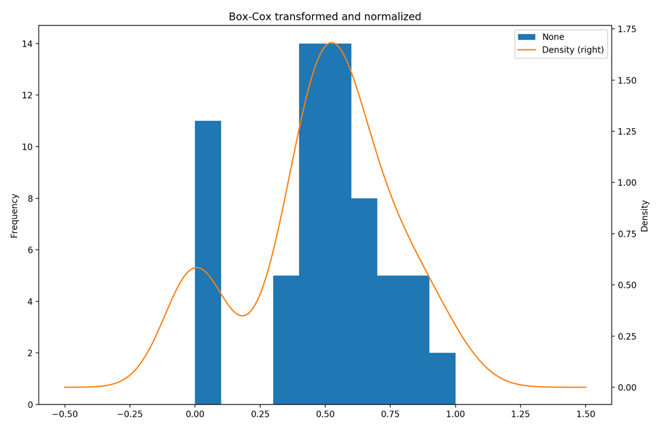 Box-Cox transformed and normalized
None
Density (right)
Frequency
14
12
10
8
6
4
2
0
1.75
1.50
1.25
1.00
0.75
0.50
0.25
0.00
Density
−0.50 −0.25 0.00 0.25 0.50 0.75 1.00 1.25 1.50